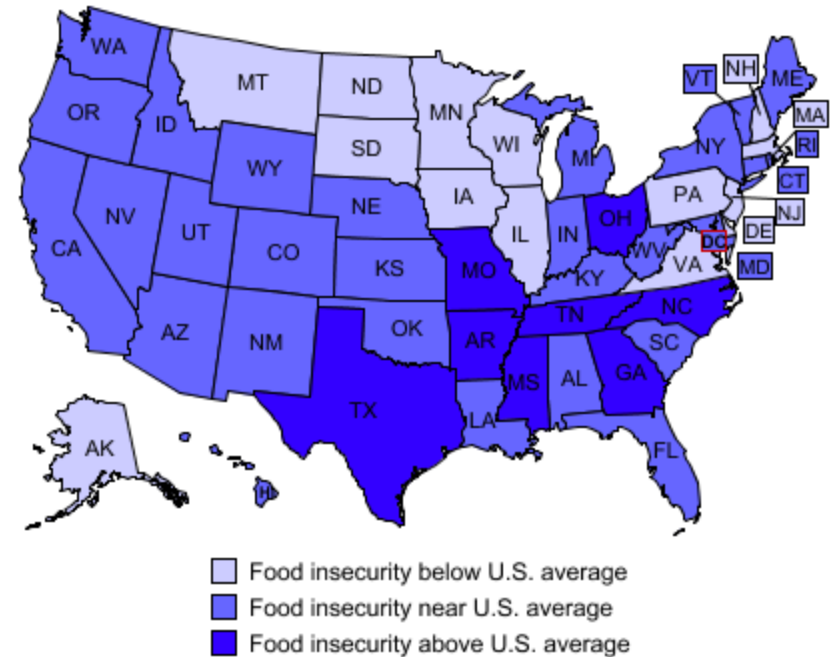 WA
MT
ND
MN
VT
NH
ME
OR
ID
SD
WI
MI
NY
MA
RI
WY
IA
PA
CT
NV
NE
IL
IN
OH
NJ
UT
CO
DE
CA
KS
MO
KY
WV
VA
DC
MD
AZ
NM
OK
AR
TN
NC
SC
TX
MS
AL
GA
LA
FL
AK
H
Food insecurity below U.S. average
Food insecurity near U.S. average
Food insecurity above U.S. average